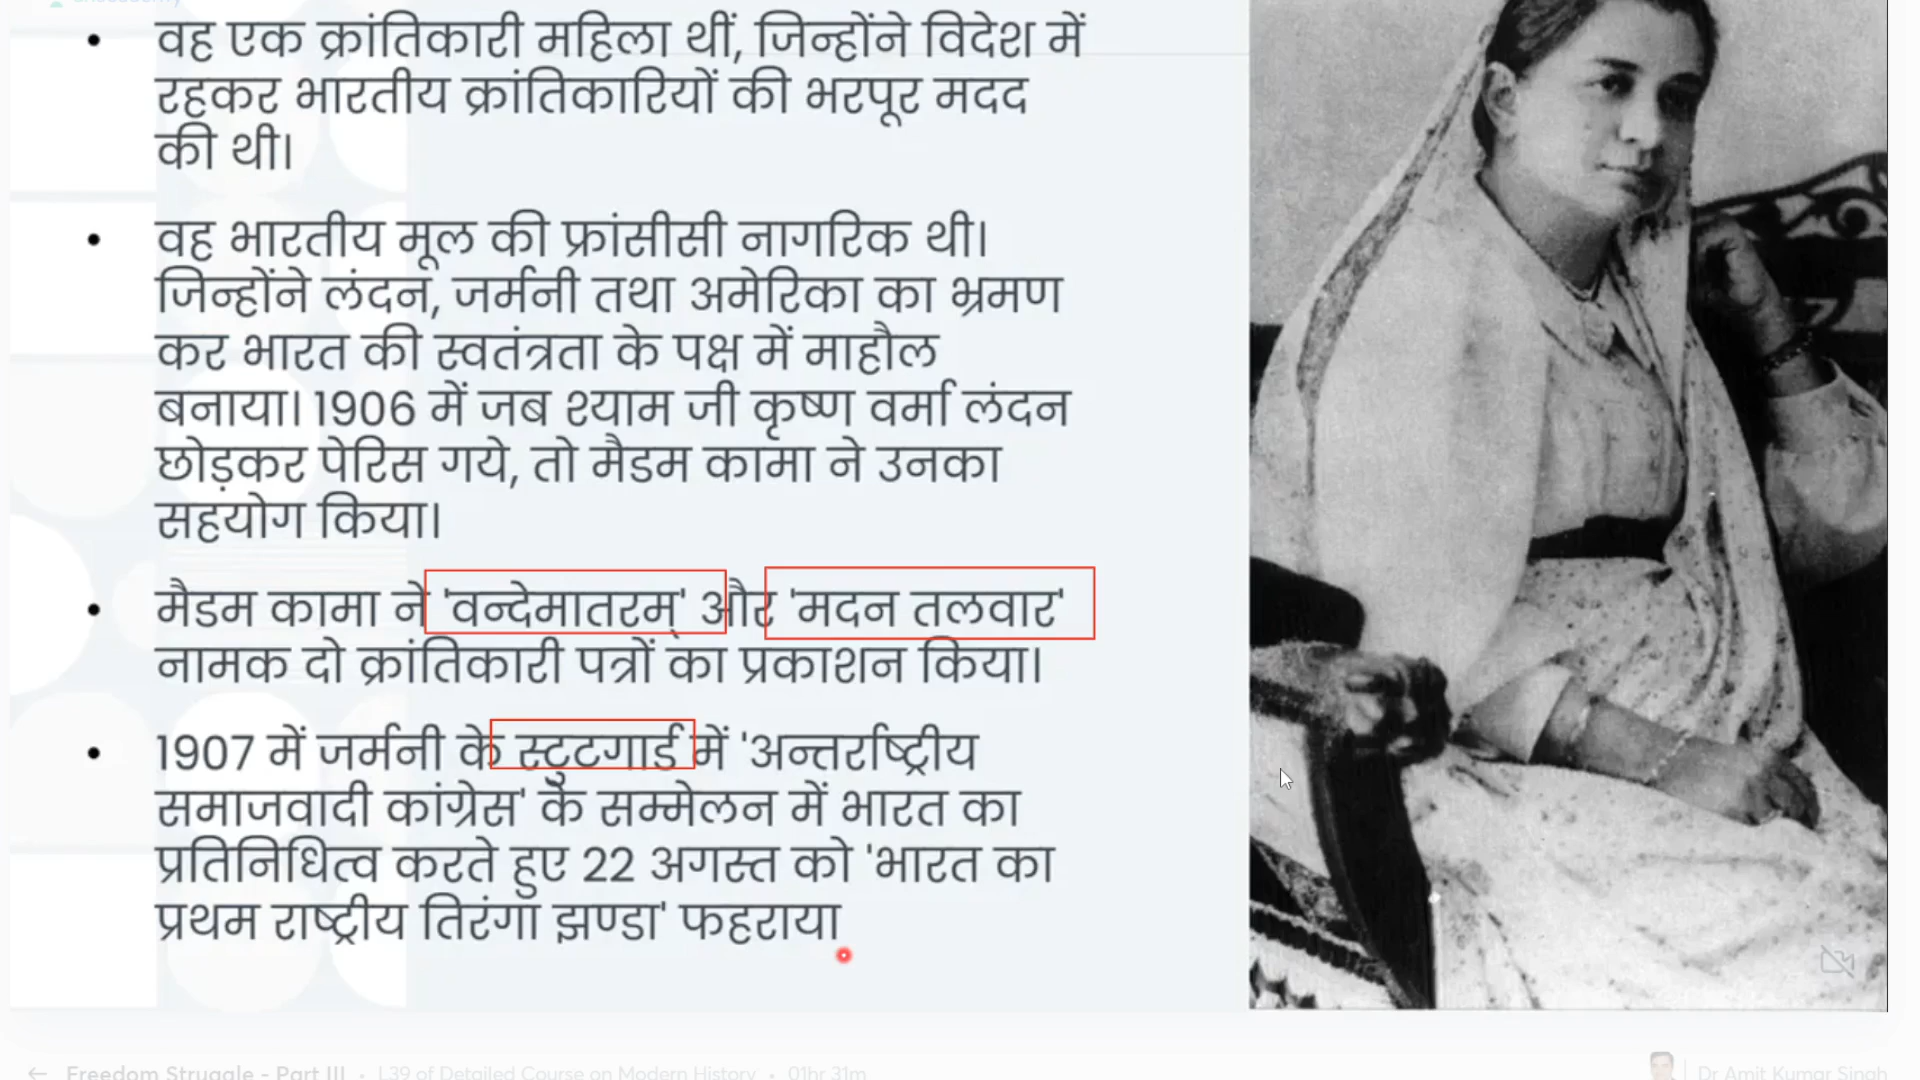 वह एक क्रांतिकारी महिला थीं, जिन्होंने विदेश में
रहकर भारतीय क्रांतिकारियों की भरपूर मदद
की थी।
वह भारतीय मूल की फ्रांसीसी नागरिक थी।
जिन्होंने लंदन, जर्मनी तथा अमेरिका का भ्रमण
कर भारत की स्वतंत्रता के पक्ष में माहौल
बनाया। 1906 में जब श्याम जी कृष्ण वर्मा लंदन
छोड़कर पेरिस गये, तो मैडम कामा ने उनका
सहयोग किया।
मैडम कामा ने 'वन्देमातरम्' और 'मदन तलवार'
नामक दो क्रांतिकारी पत्रों का प्रकाशन किया।
1907 में जर्मनी के स्टुटगार्ड में 'अन्तर्राष्ट्रीय
समाजवादी कांग्रेस' के सम्मेलन में भारत का
प्रतिनिधित्व करते हुए 22 अगस्त को 'भारत का
प्रथम राष्ट्रीय तिरंगा झण्डा' फहराया
Freedom Struggle - Part III • L39 of Detailed Course on Modern History • 01hr 31m
Dr Amit Kumar Singh